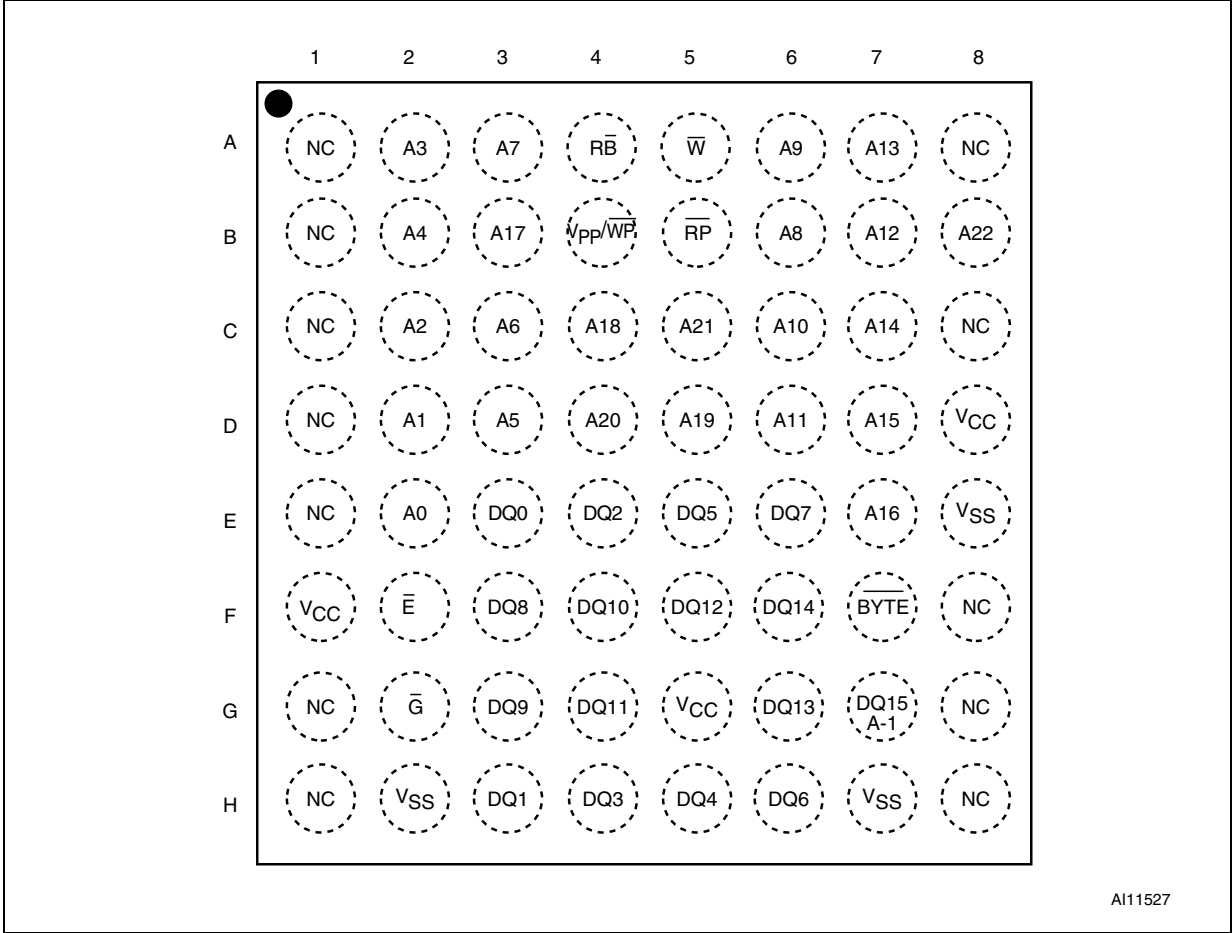 1 2 3 4 5 6 7 8
A NC A3 A7 RB̅ W̅ A9 A13 NC
B NC A4 A17 VPP/W̅P̅ R̅P̅ A8 A12 A22
C NC A2 A6 A18 A21 A10 A14 NC
D NC A1 A5 A20 A19 A11 A15 VCC
E NC A0 DQ0 DQ2 DQ5 DQ7 A16 VSS
F VCC E̅ DQ8 DQ10 DQ12 DQ14 B̅Y̅T̅E̅ NC
G NC G̅ DQ9 DQ11 VCC DQ13 DQ15 A-1 NC
H NC VSS DQ1 DQ3 DQ4 DQ6 VSS NC
AI11527